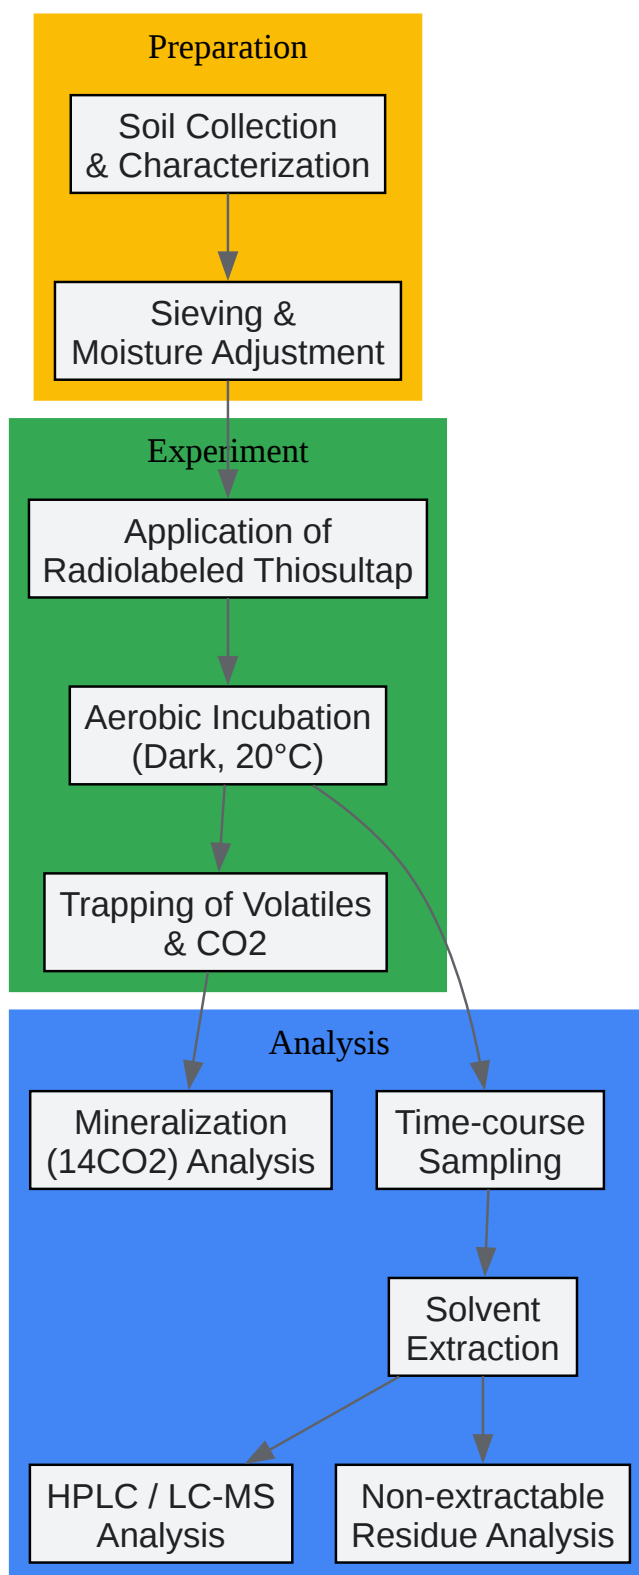 Preparation
Soil Collection
& Characterization
Sieving &
Moisture Adjustment
Experiment
Application of
Radiolabeled Thiosultap
Aerobic Incubation
(Dark, 20°C)
Trapping of Volatiles
& CO2
Analysis
Mineralization
(14CO2) Analysis
Time-course
Sampling
Solvent
Extraction
HPLC / LC-MS
Analysis
Non-extractable
Residue Analysis